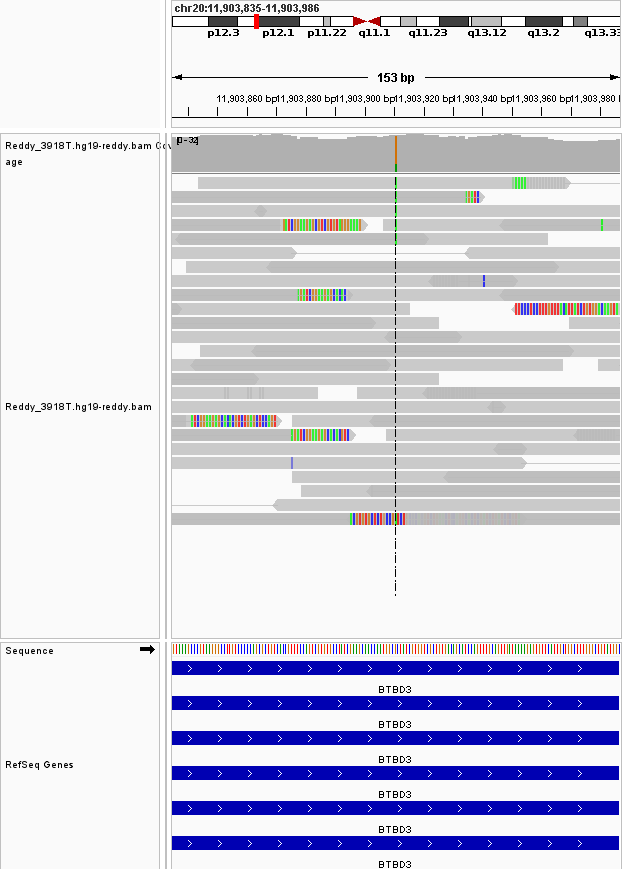 chr20:11,903,835-11,903,986
p12.3 p12.1 p11.22 q11.1 q11.23 q13.12 q13.2 q13.33
153 bp
11,903,860 bp 11,903,880 bp 11,903,900 bp 11,903,920 bp 11,903,940 bp 11,903,960 bp 11,903,980 b
Reddy_3918T.hg19-reddy.bam Cov
age
[0-32]
Reddy_3918T.hg19-reddy.bam
Sequence
BTBD3
BTBD3
BTBD3
RefSeq Genes
BTBD3
BTBD3
BTBD3